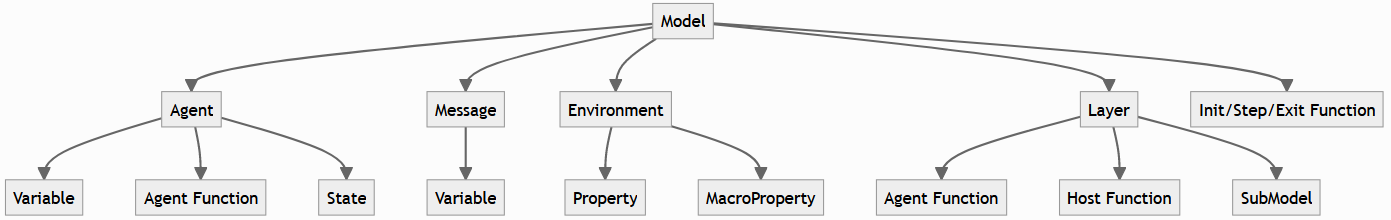 Model
Agent
Message
Environment
Layer
Init/Step/Exit Function
Variable
Agent Function
State
Variable
Property
MacroProperty
Agent Function
Host Function
SubModel